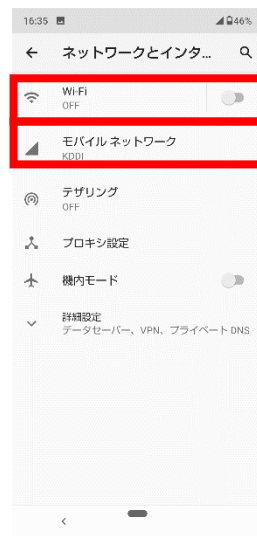 16:35 46%
ネットワークとインタ...
Wi-Fi
OFF
モバイル ネットワーク
KDDI
テザリング
OFF
プロキシ設定
機内モード
詳細設定
データセーバー、VPN、プライベート DNS